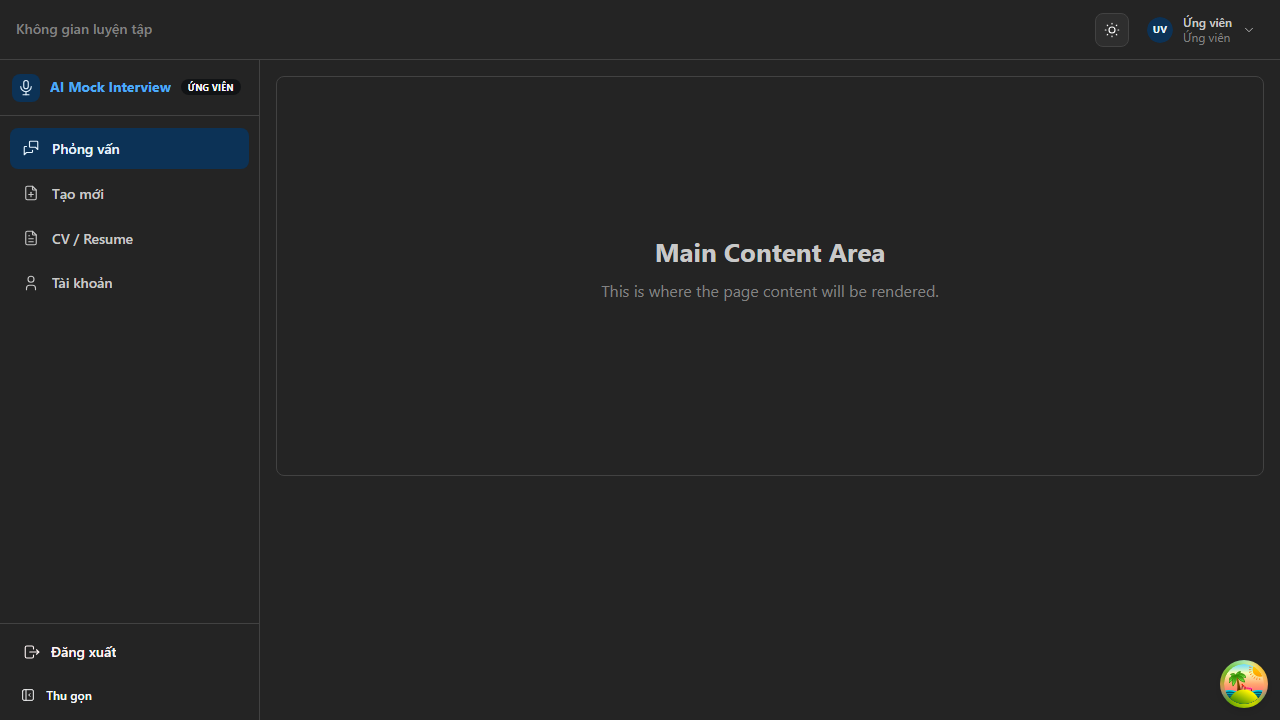 Không gian luyện tập
UV
Ứng viên
Ứng viên
AI Mock Interview
ỨNG VIÊN
Phỏng vấn
Tạo mới
CV / Resume
Tài khoản
Main Content Area
This is where the page content will be rendered.
Đăng xuất
Thu gọn